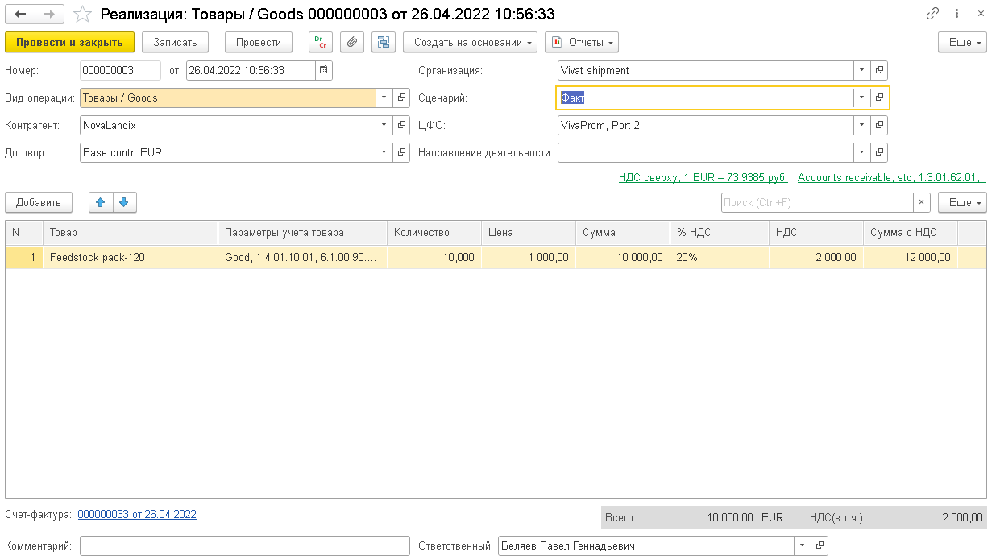 Реализация: Товары / Goods 000000003 от 26.04.2022 10:56:33
Провести и закрыть Записать Провести Dr Cr Создать на основании Отчеты Еще
Номер: 000000003 от: 26.04.2022 10:56:33 Организация: Vivat shipment
Вид операции: Товары / Goods Сценарий: Факт
Контрагент: NovaLandix ЦФО: VivaProm, Port 2
Договор: Base contr. EUR Направление деятельности:
НДС сверху, 1 EUR = 73,9385 руб. Accounts receivable, std, 1.3.01.62.01, , 
Добавить Поиск (Ctrl+F) × Еще
N Товар Параметры учета товара Количество Цена Сумма % НДС НДС Сумма с НДС
1 Feedstock pack-120 Good, 1.4.01.10.01, 6.1.00.90.... 10,000 1 000,00 10 000,00 20% 2 000,00 12 000,00
Счет-фактура: 000000033 от 26.04.2022 Всего: 10 000,00 EUR НДС(в т.ч.): 2 000,00
Комментарий: Ответственный: Беляев Павел Геннадьевич